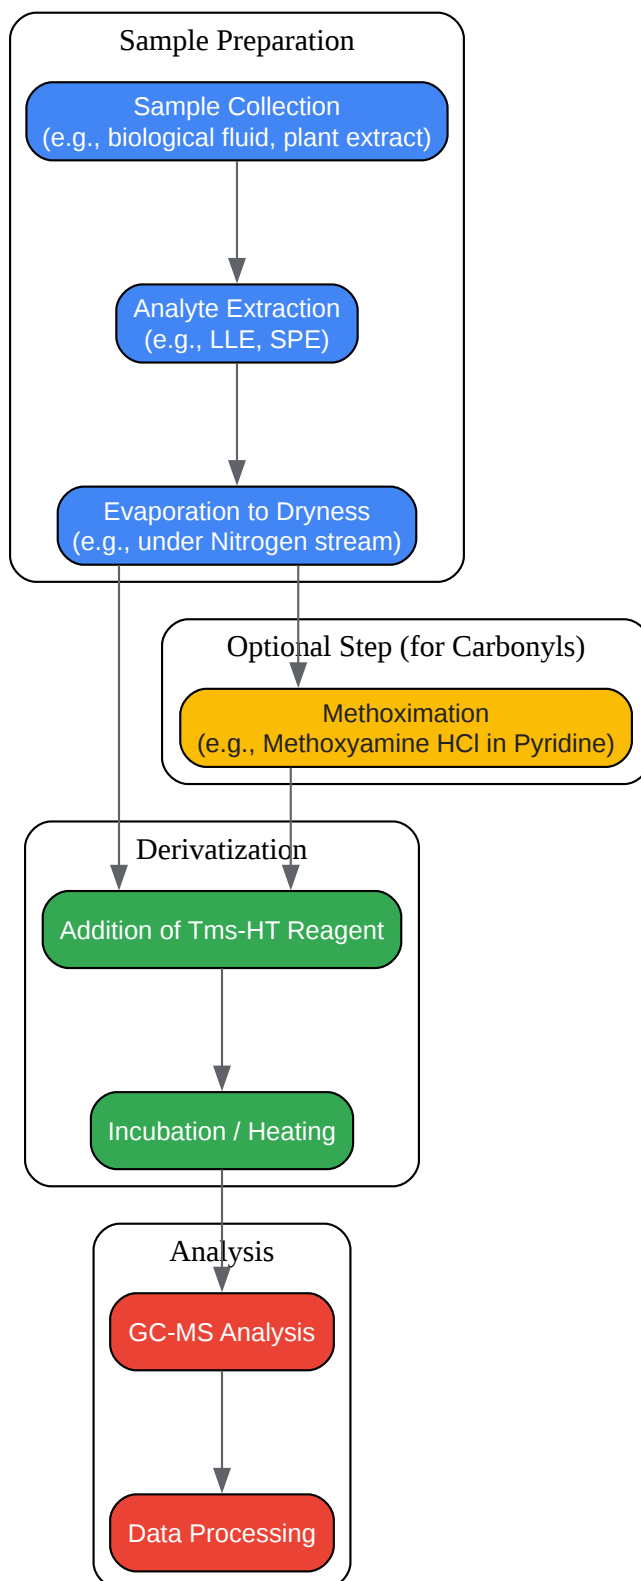 Sample Preparation
Sample Collection
(e.g., biological fluid, plant extract)
Analyte Extraction
(e.g., LLE, SPE)
Evaporation to Dryness
(e.g., under Nitrogen stream)
Optional Step (for Carbonyls)
Methoximation
(e.g., Methoxyamine HCl in Pyridine)
Derivatization
Addition of Tms-HT Reagent
Incubation / Heating
Analysis
GC-MS Analysis
Data Processing